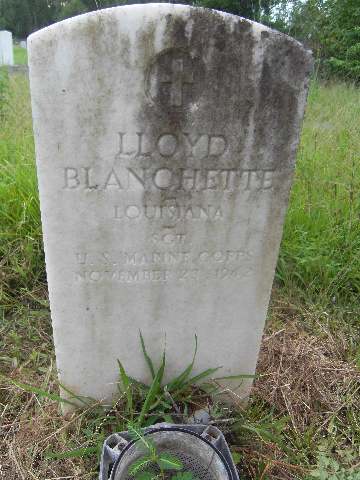 LLOYD
BLANCHETTE
LOUISIANA
SGT
U. S. MARINE CORPS
NOVEMBER